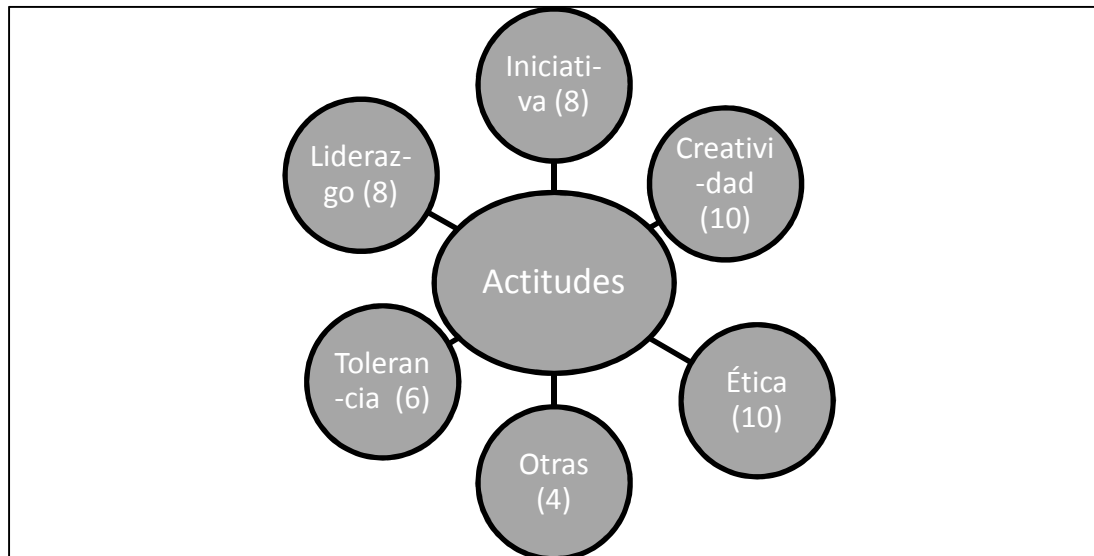 Iniciati-
va (8)
Creativi
-dad
(10)
Lideraz-
go (8)
Actitudes
Toleran
-cia  (6)
Ética
(10)
Otras
(4)